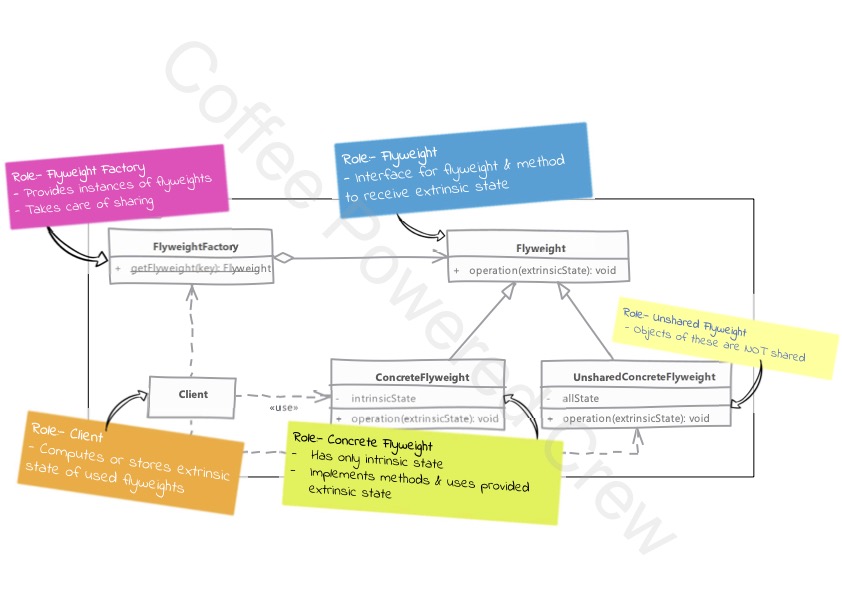 Coffee Powered Crew
Role- Flyweight Factory
- Provides instances of flyweights
- Takes care of sharing
Role- Flyweight
- Interface for flyweight & method
to receive extrinsic state
FlyweightFactory
+ getFlyweight(key): Flyweight
Flyweight
+ operation(extrinsicState): void
Role- Unshared Flyweight
- Objects of these are NOT shared
Client
«use»
ConcreteFlyweight
- intrinsicState
+ operation(extrinsicState): void
UnsharedConcreteFlyweight
- allState
+ operation(extrinsicState): void
Role- Client
- Computes or stores extrinsic
state of used flyweights
Role- Concrete Flyweight
- Has only intrinsic state
- Implements methods & uses provided
extrinsic state